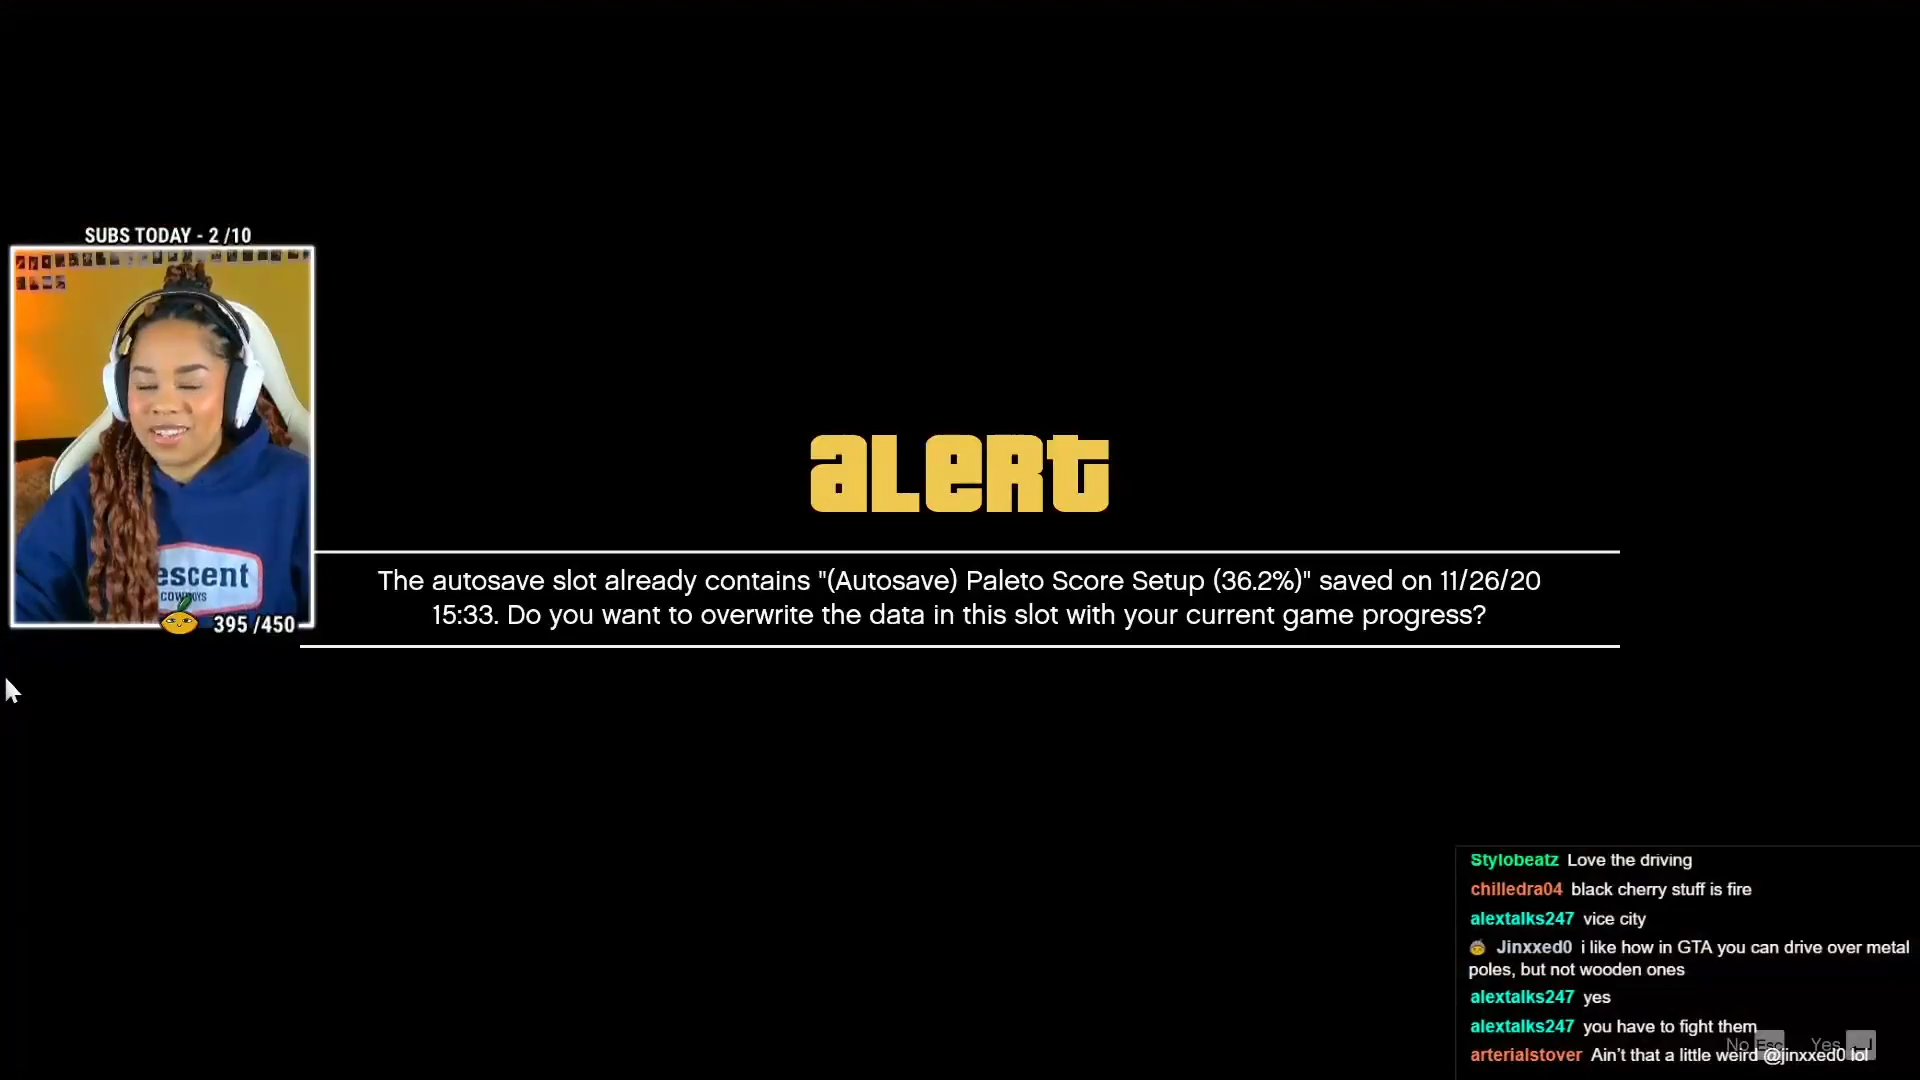 SUBS TODAY - 2 /10
escent
COWBOYS
395 /450
ALERT
The autosave slot already contains "(Autosave) Paleto Score Setup (36.2%)" saved on 11/26/20
15:33. Do you want to overwrite the data in this slot with your current game progress?
Stylobeatz Love the driving
chilledra04 black cherry stuff is fire
alextalks247 vice city
Jinxxed0 i like how in GTA you can drive over metal
poles, but not wooden ones
alextalks247 yes
alextalks247 you have to fight them
No Esc Yes
arterialstover Ain't that a little weird @jinxxed0 lol